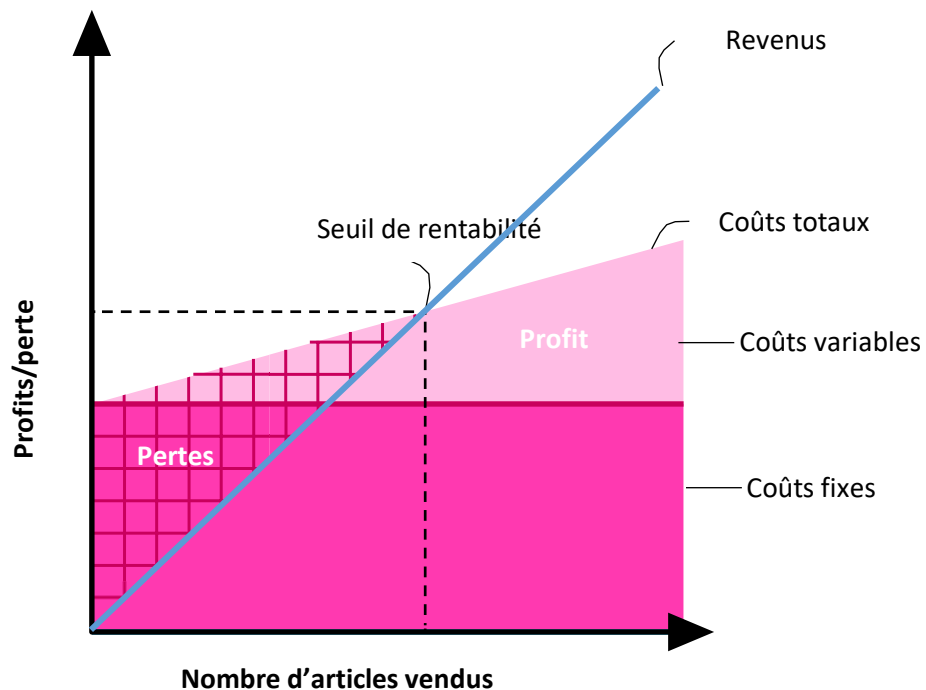 Revenus
Seuil de rentabilité
Coûts totaux
Profit
Coûts variables
Profits/perte
Pertes
Coûts fixes
Nombre d’articles vendus